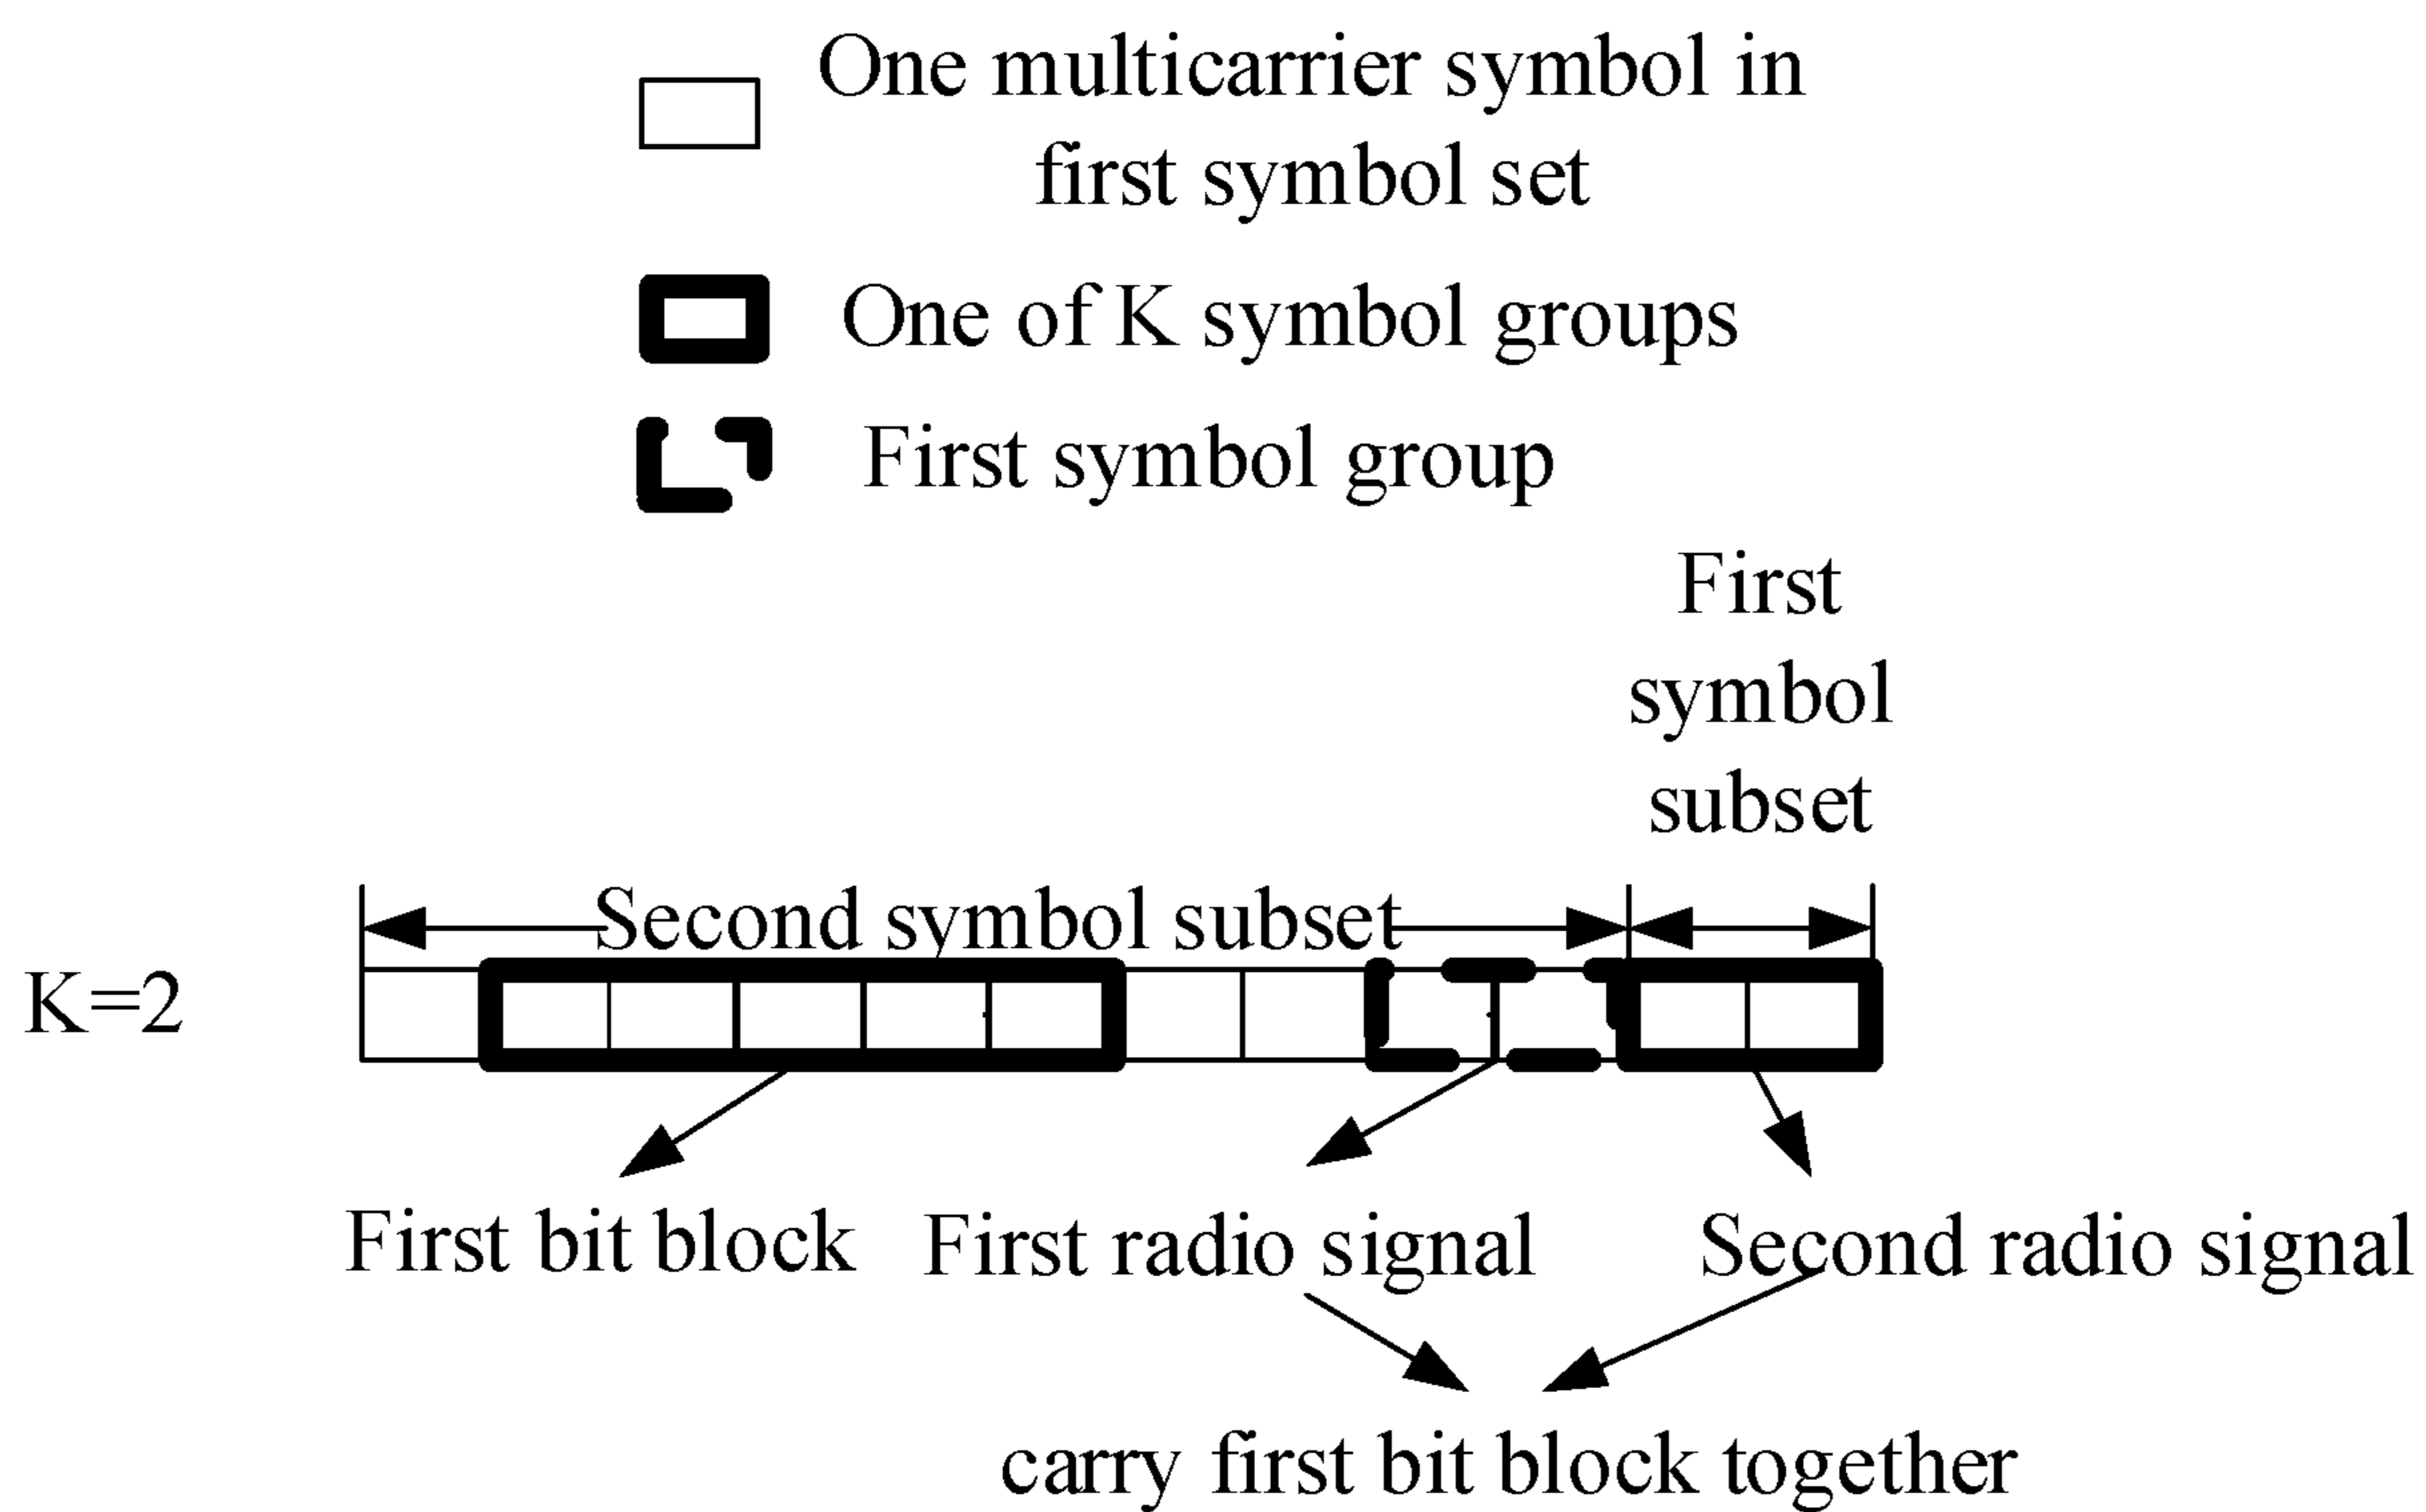 One multicarrier symbol in
first symbol set
One of K symbol groups
First symbol group
First
symbol
subset
Second symbol subset
K=2
First bit block
First radio signal
Second radio signal
carry first bit block together